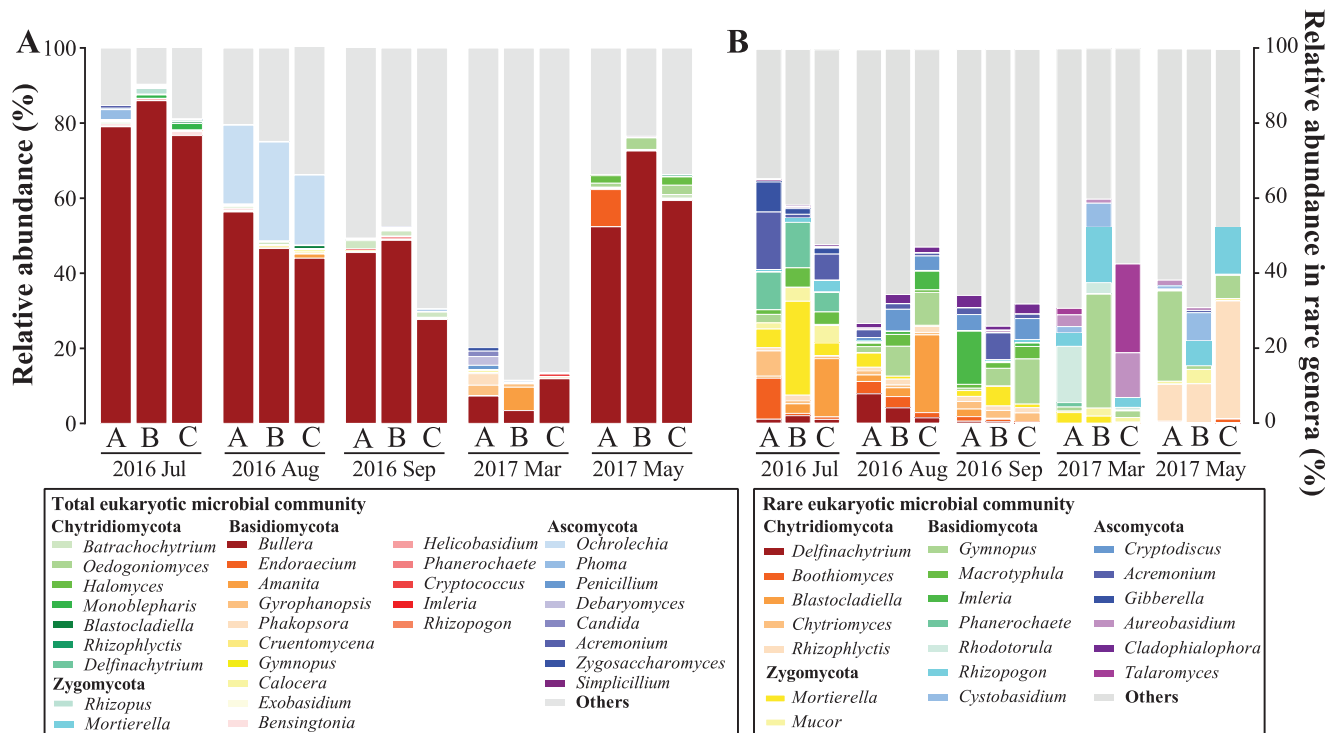 A
Relative abundance (%)
100
80
60
40
20
0
A B C A B C A B C A B C A B C
2016 Jul 2016 Aug 2016 Sep 2017 Mar 2017 May
B
Relative abundance in rare genera (%)
100
80
60
40
20
0
A B C A B C A B C A B C A B C
2016 Jul 2016 Aug 2016 Sep 2017 Mar 2017 May
Total eukaryotic microbial community
Chytridiomycota
Batrachochytrium
Oedogoniomyces
Halomyces
Monoblepharis
Blastocladiella
Rhizophlyctis
Delfinachytrium
Zygomycota
Rhizopus
Mortierella
Basidiomycota
Bullera
Endoraecium
Amanita
Gyrophanopsis
Phakopsora
Cruentomycena
Gymnopus
Calocera
Exobasidium
Bensingtonia
Helicobasidium
Phanerochaete
Cryptococcus
Imleria
Rhizopogon
Ascomycota
Ochrolechia
Phoma
Penicillium
Debaryomyces
Candida
Acremonium
Zygosaccharomyces
Simplicillium
Others
Rare eukaryotic microbial community
Chytridiomycota
Delfinachytrium
Boothiomyces
Blastocladiella
Chytriomyces
Rhizophlyctis
Zygomycota
Mortierella
Mucor
Basidiomycota
Gymnopus
Macrotyphula
Imleria
Phanerochaete
Rhodotorula
Rhizopogon
Cystobasidium
Ascomycota
Cryptodiscus
Acremonium
Gibberella
Aureobasidium
Cladophialophora
Talaromyces
Others